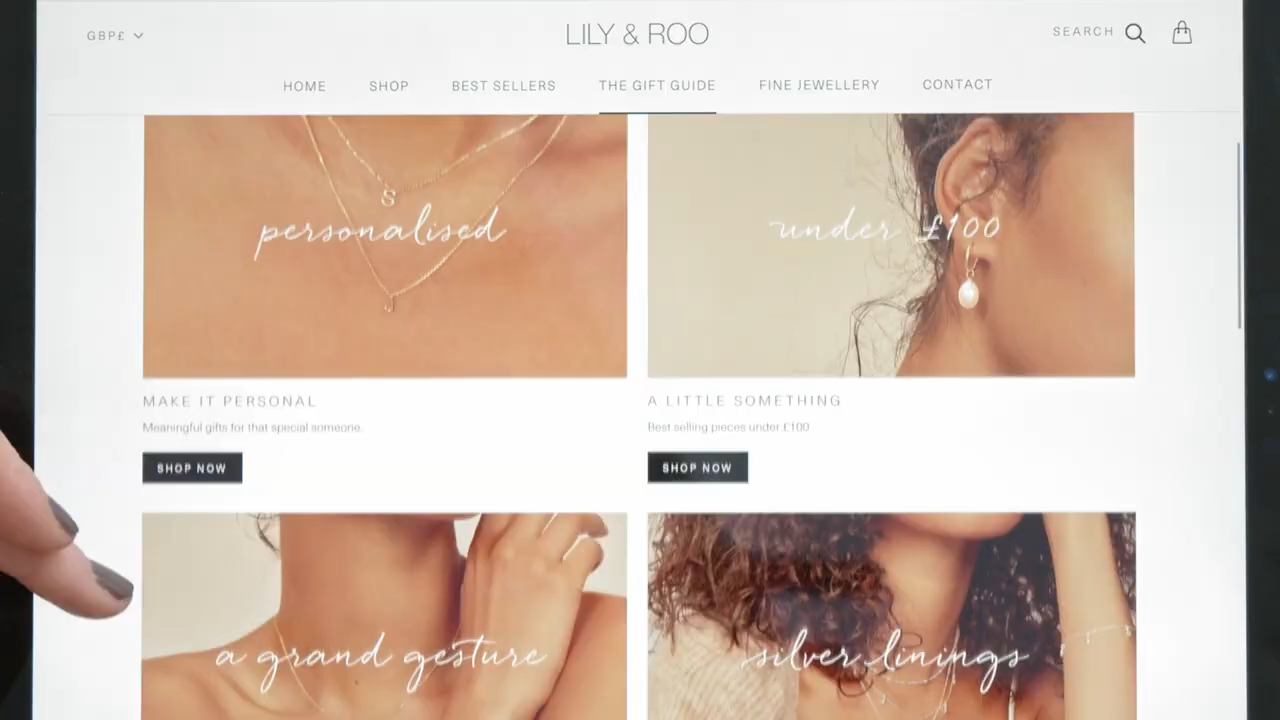 GBP£
LILY & ROO
SEARCH
HOME
SHOP
BEST SELLERS
THE GIFT GUIDE
FINE JEWELLERY
CONTACT
S
personalised
under £100
MAKE IT PERSONAL
A LITTLE SOMETHING
Meaningful gifts for that special someone.
Best selling pieces under £100
SHOP NOW
SHOP NOW
a grand gesture
silver linings